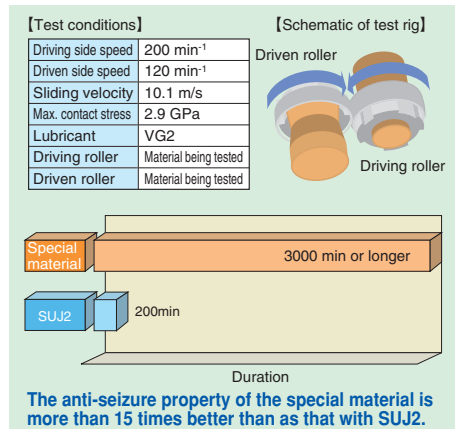 【Test conditions】
Driving side speed 200 min-1
Driven side speed 120 min-1
Sliding velocity 10.1 m/s
Max. contact stress 2.9 GPa
Lubricant VG2
Driving roller Material being tested
Driven roller Material being tested
【Schematic of test rig】
Driven roller
Driving roller
Special
material
3000 min or longer
SUJ2
200min
Duration
The anti-seizure property of the special material is
more than 15 times better than as that with SUJ2.